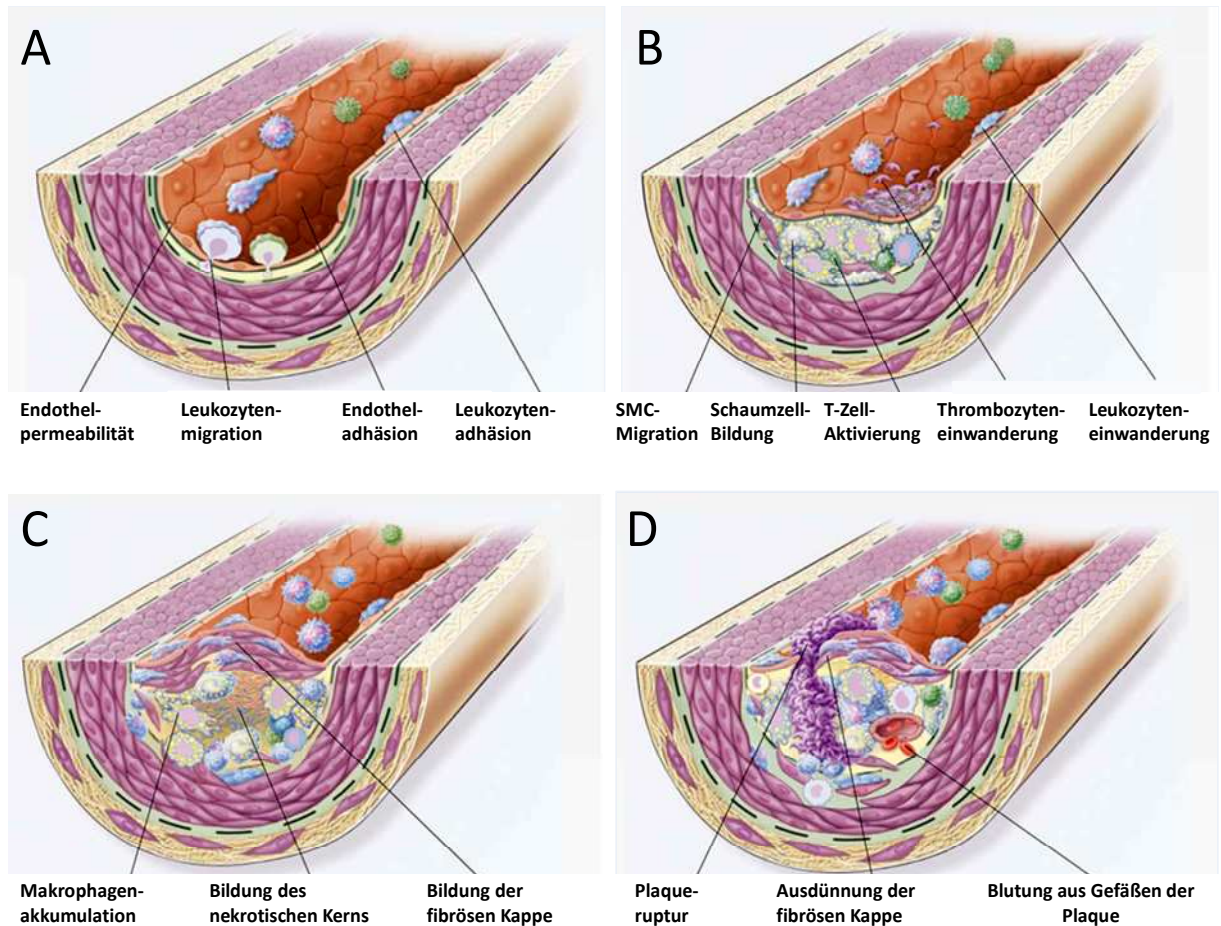 A
B
Endothel-
permeabilität
Leukozyten-
migration
Endothel-
adhäsion
Leukozyten-
adhäsion
SMC-
Migration
Schaumzell-
Bildung
T-Zell-
Aktivierung
Thrombozyten-
einwanderung
Leukozyten-
einwanderung
C
D
Makrophagen-
akkumulation
Bildung des
nekrotischen Kerns
Bildung der
fibrösen Kappe
Plaque-
ruptur
Ausdünnung der
fibrösen Kappe
Blutung aus Gefäßen der
Plaque